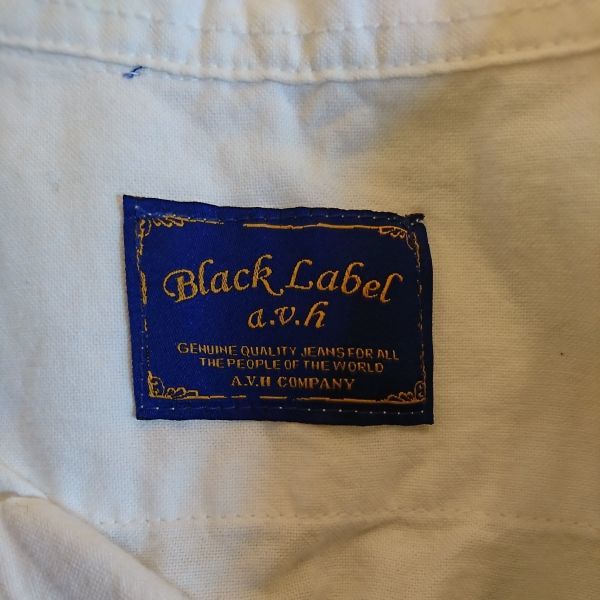 Black Label
a.v.h
GENUINE QUALITY JEANS FOR ALL
THE PEOPLE OF THE WORLD
A.V.H COMPANY